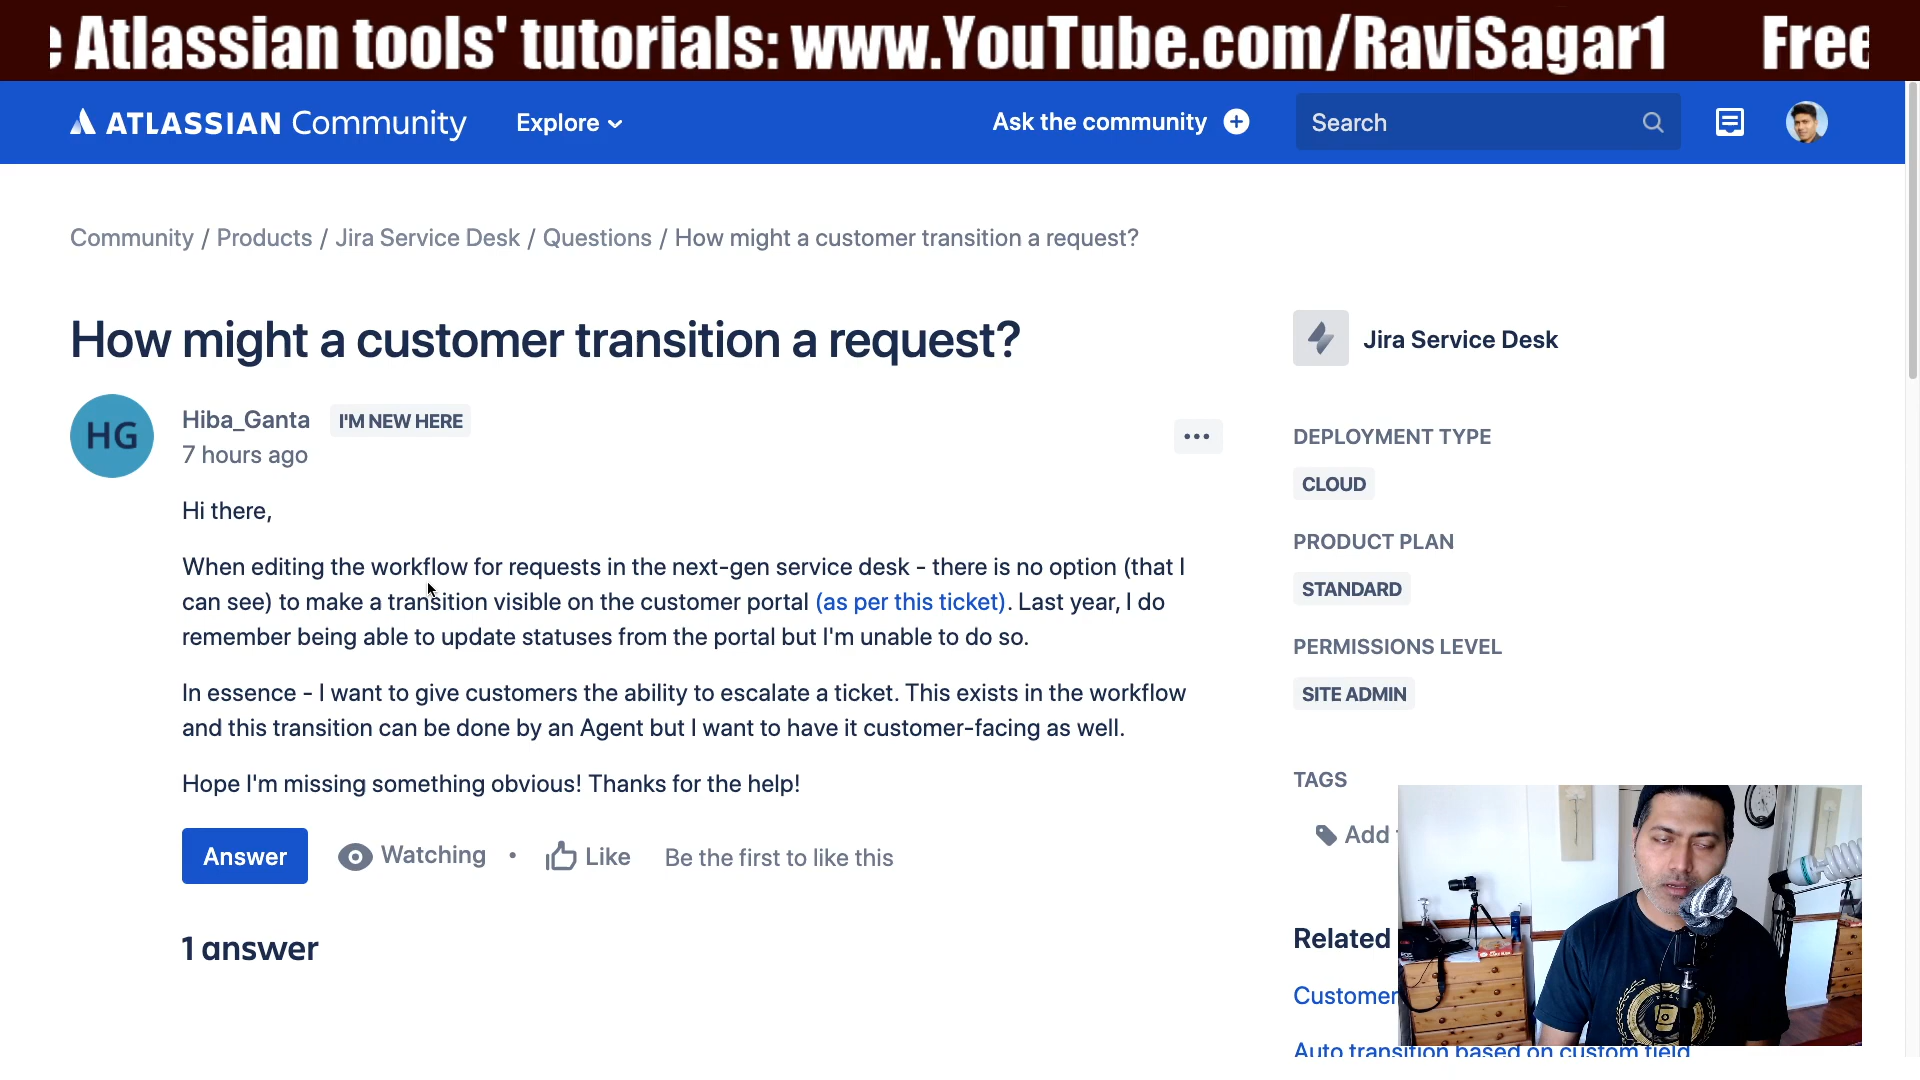 Atlassian tools' tutorials: www.YouTube.com/RaviSagar1 Free
ATLASSIAN Community
Explore
Ask the community
Search
Community / Products / Jira Service Desk / Questions / How might a customer transition a request?
How might a customer transition a request?
Jira Service Desk
HG
Hiba_Ganta
I'M NEW HERE
7 hours ago
DEPLOYMENT TYPE
CLOUD
Hi there,
PRODUCT PLAN
When editing the workflow for requests in the next-gen service desk - there is no option (that I
can see) to make a transition visible on the customer portal (as per this ticket). Last year, I do
remember being able to update statuses from the portal but I'm unable to do so.
STANDARD
PERMISSIONS LEVEL
SITE ADMIN
In essence - I want to give customers the ability to escalate a ticket. This exists in the workflow
and this transition can be done by an Agent but I want to have it customer-facing as well.
Hope I'm missing something obvious! Thanks for the help!
TAGS
Add
Answer
Watching • Like
Be the first to like this
1 answer
Related
Customer
Auto transition based on custom field